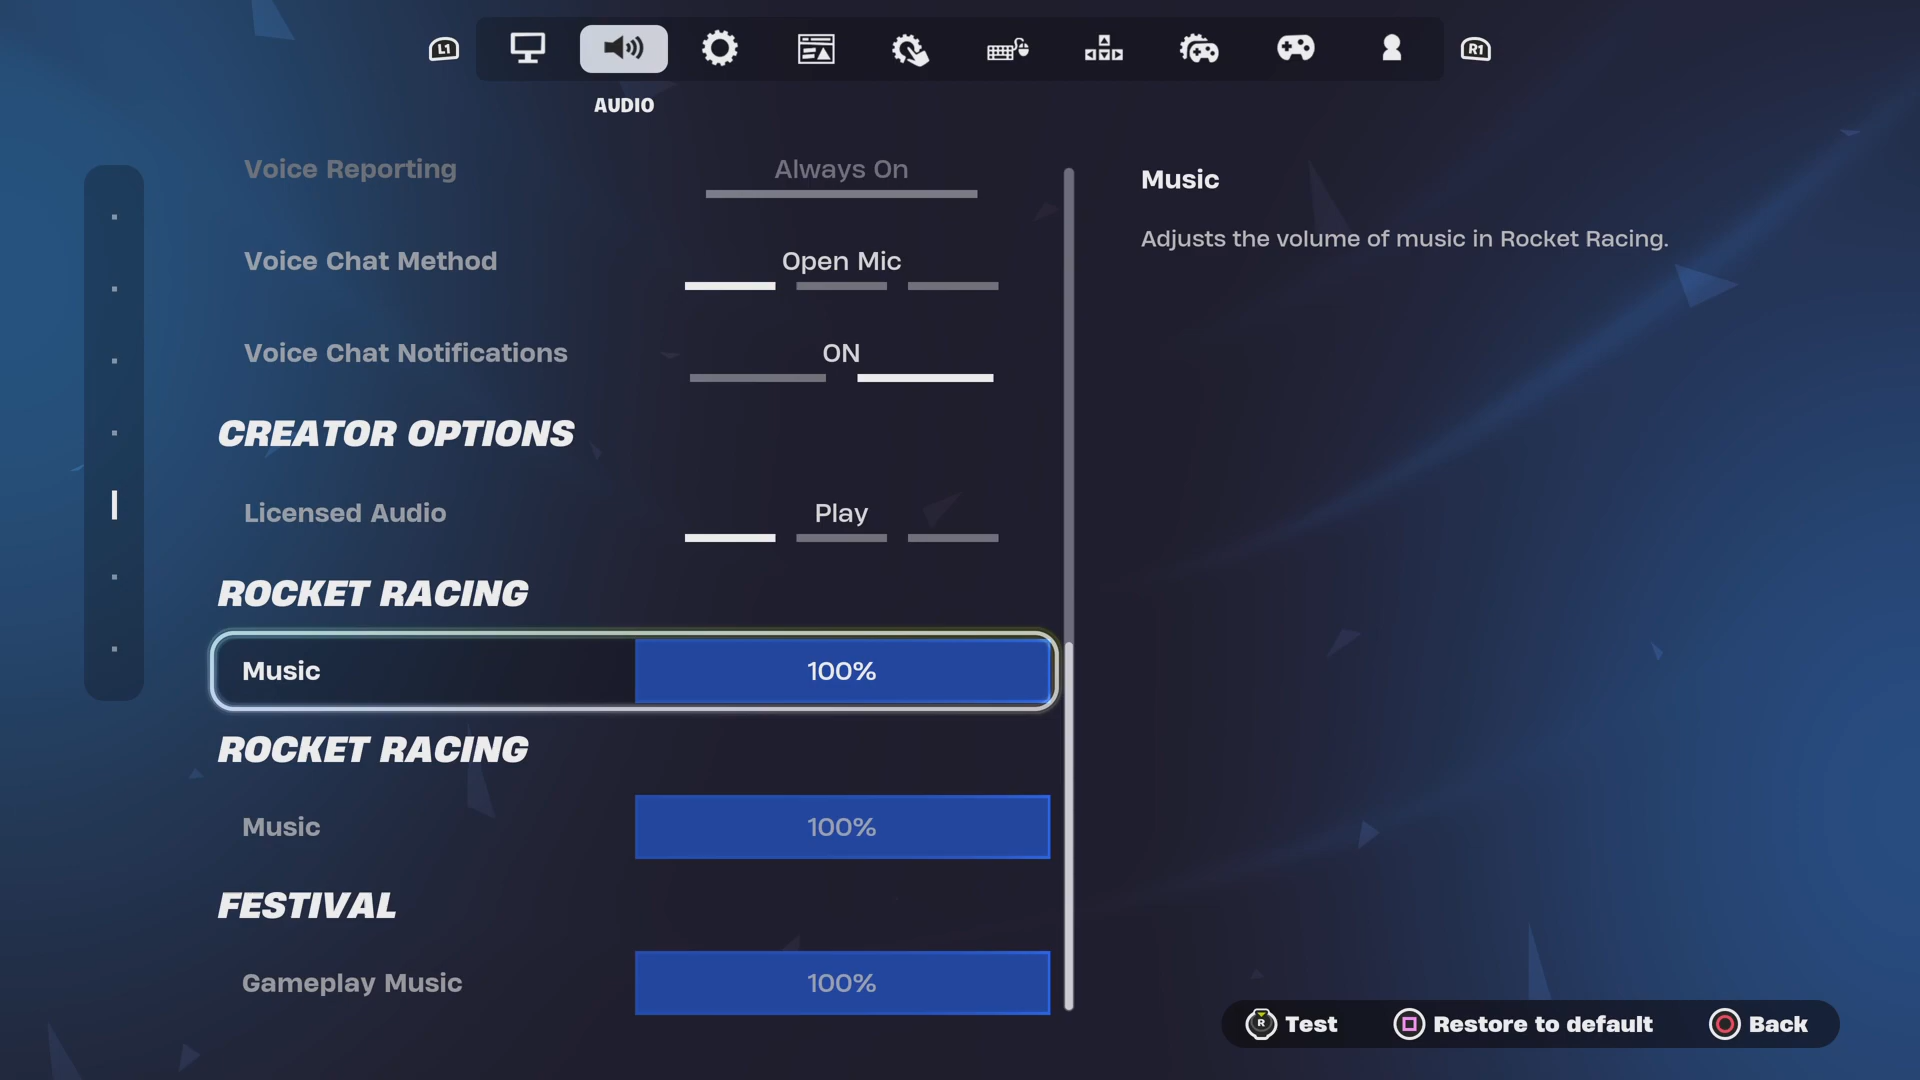 L1
R1
AUDIO
Voice Reporting
Always On
Voice Chat Method
Open Mic
Voice Chat Notifications
ON
CREATOR OPTIONS
Licensed Audio
Play
ROCKET RACING
Music
100%
ROCKET RACING
Music
100%
FESTIVAL
Gameplay Music
100%
Music
Adjusts the volume of music in Rocket Racing.
R Test
Restore to default
Back